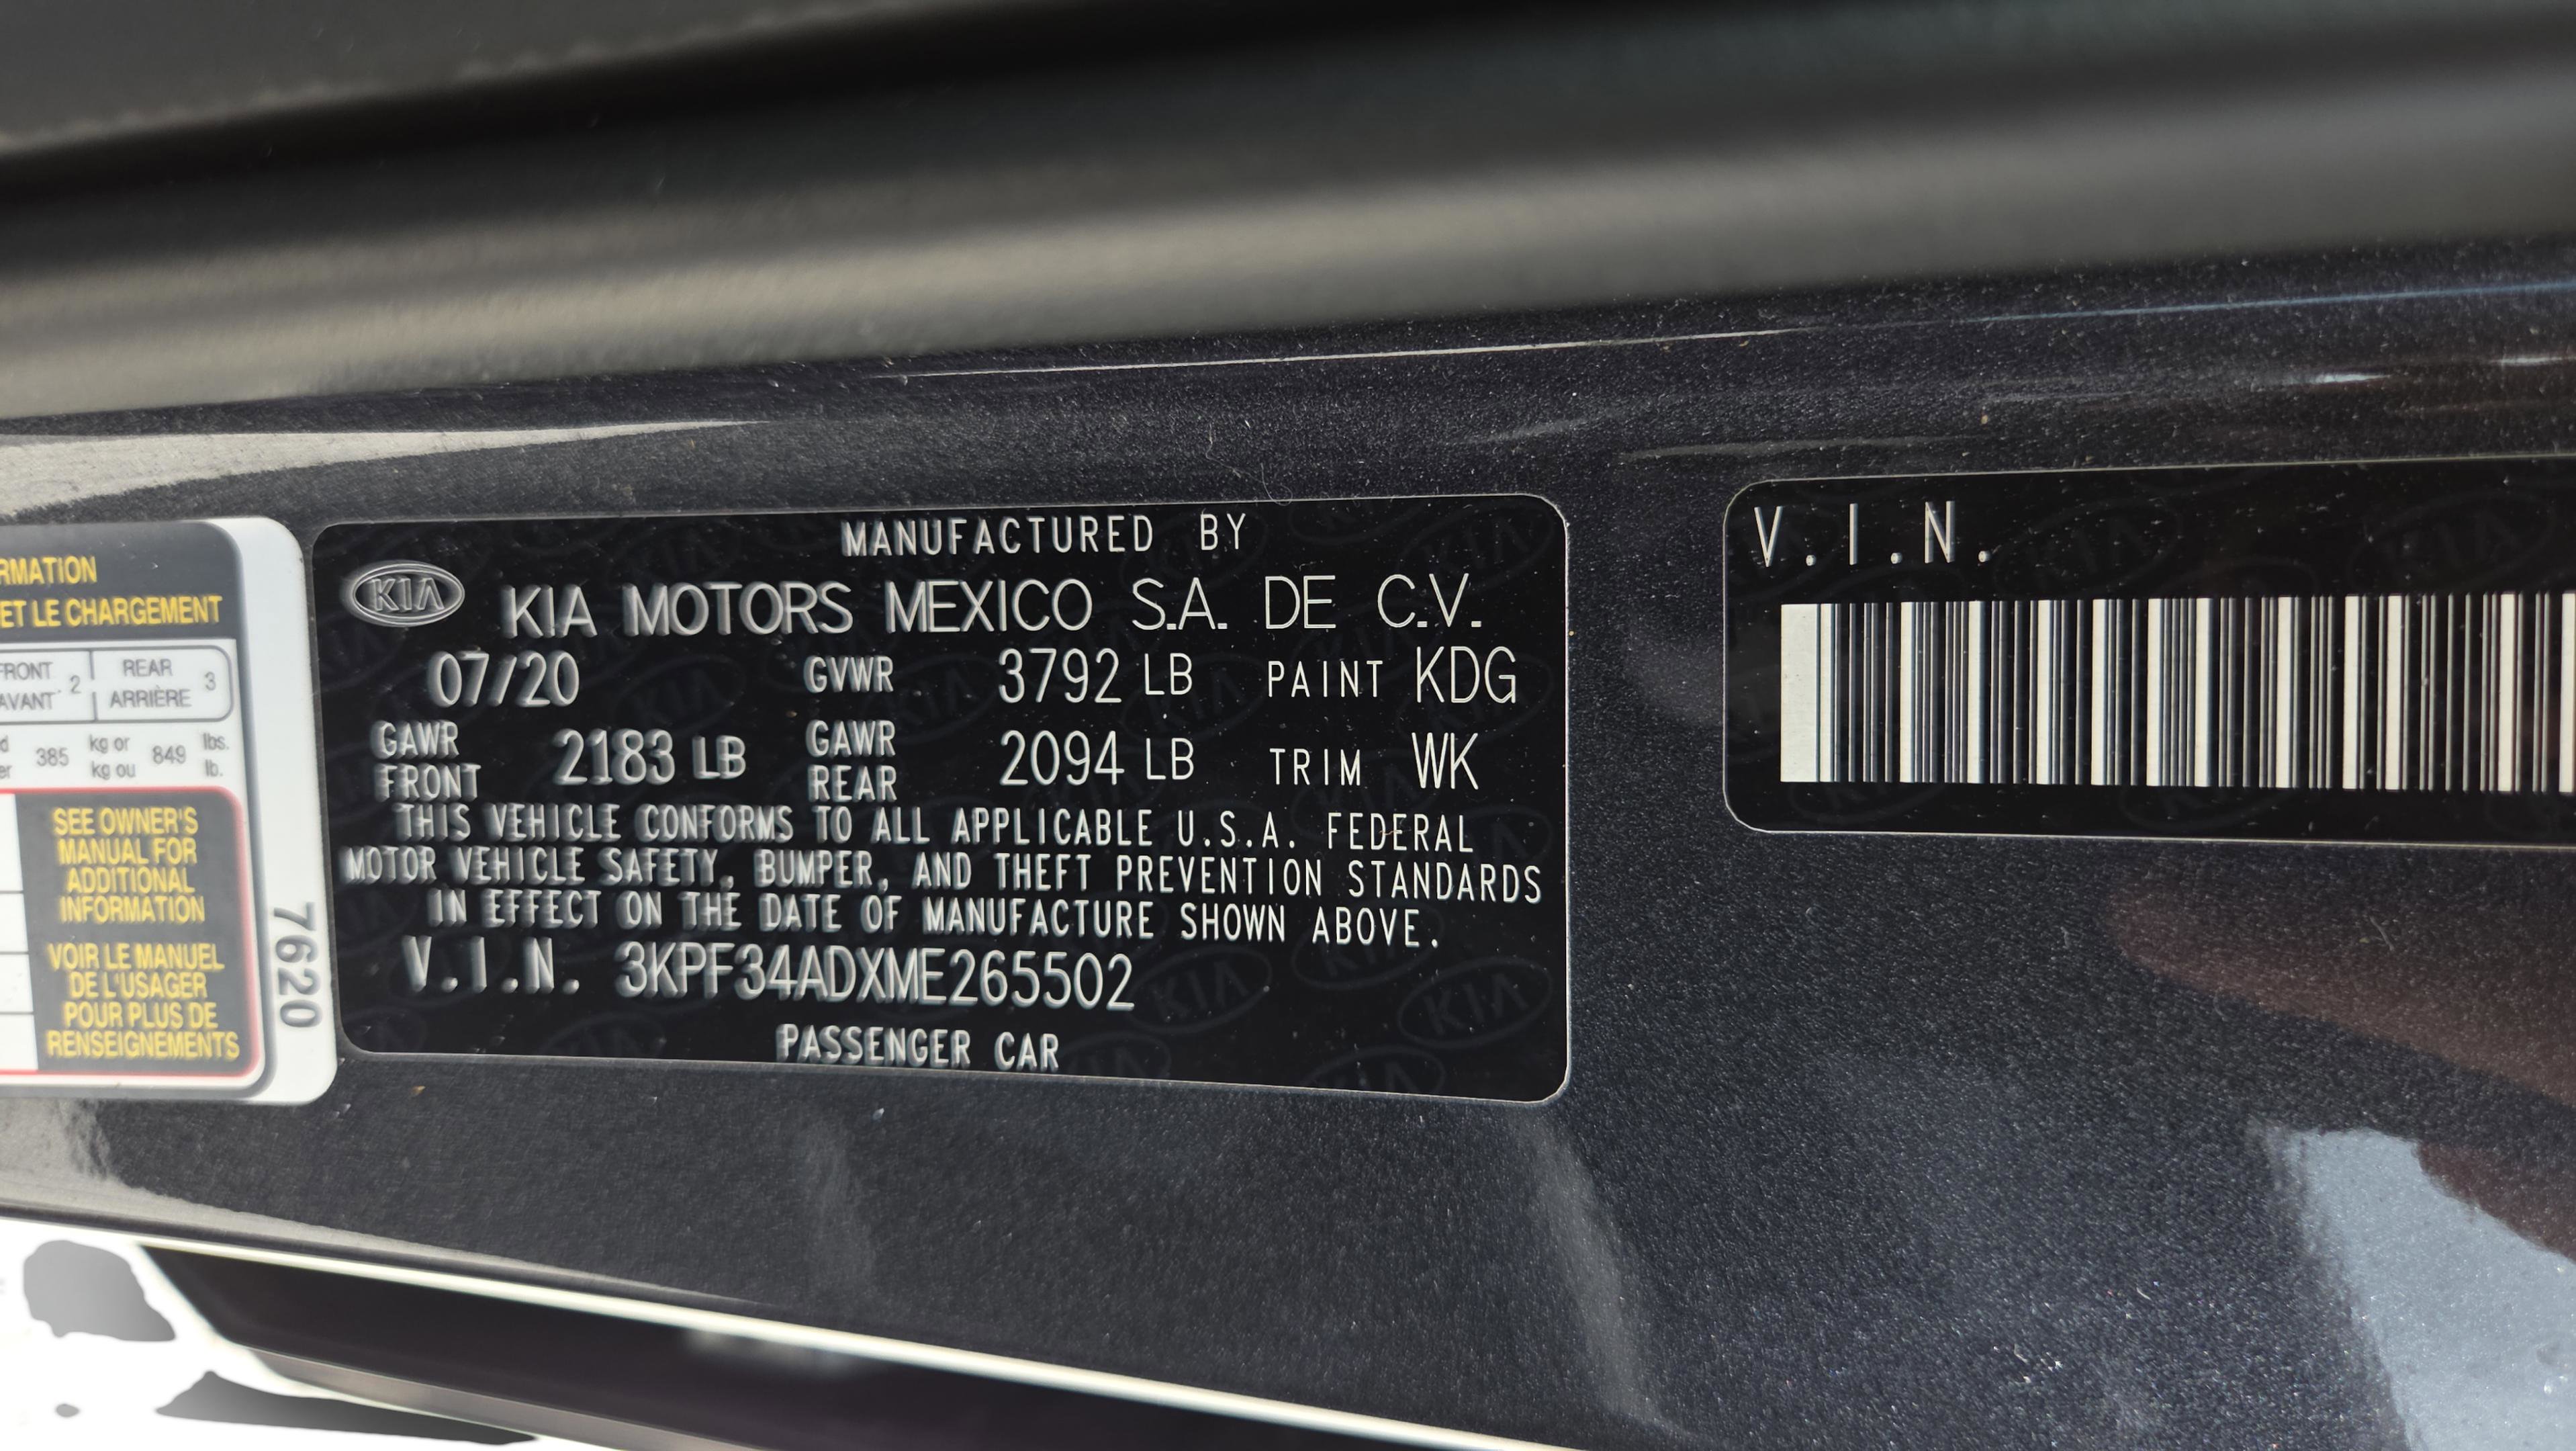 RMATION
ET LE CHARGEMENT
FRONT
AVANT 2
REAR
ARRIÈRE 3
385 kg or 849 lbs.
kg ou lb.
SEE OWNER'S
MANUAL FOR
ADDITIONAL
INFORMATION
VOIR LE MANUEL
DE L'USAGER
POUR PLUS DE
RENSEIGNEMENTS
7620
MANUFACTURED BY
KIA KIA MOTORS MEXICO S.A. DE C.V.
07/20 GVWR 3792 LB PAINT KDG
GAWR FRONT 2183 LB GAWR REAR 2094 LB TRIM WK
THIS VEHICLE CONFORMS TO ALL APPLICABLE U.S.A. FEDERAL
MOTOR VEHICLE SAFETY, BUMPER, AND THEFT PREVENTION STANDARDS
IN EFFECT ON THE DATE OF MANUFACTURE SHOWN ABOVE.
V.I.N. 3KPF34ADXME265502
PASSENGER CAR
V.I.N.